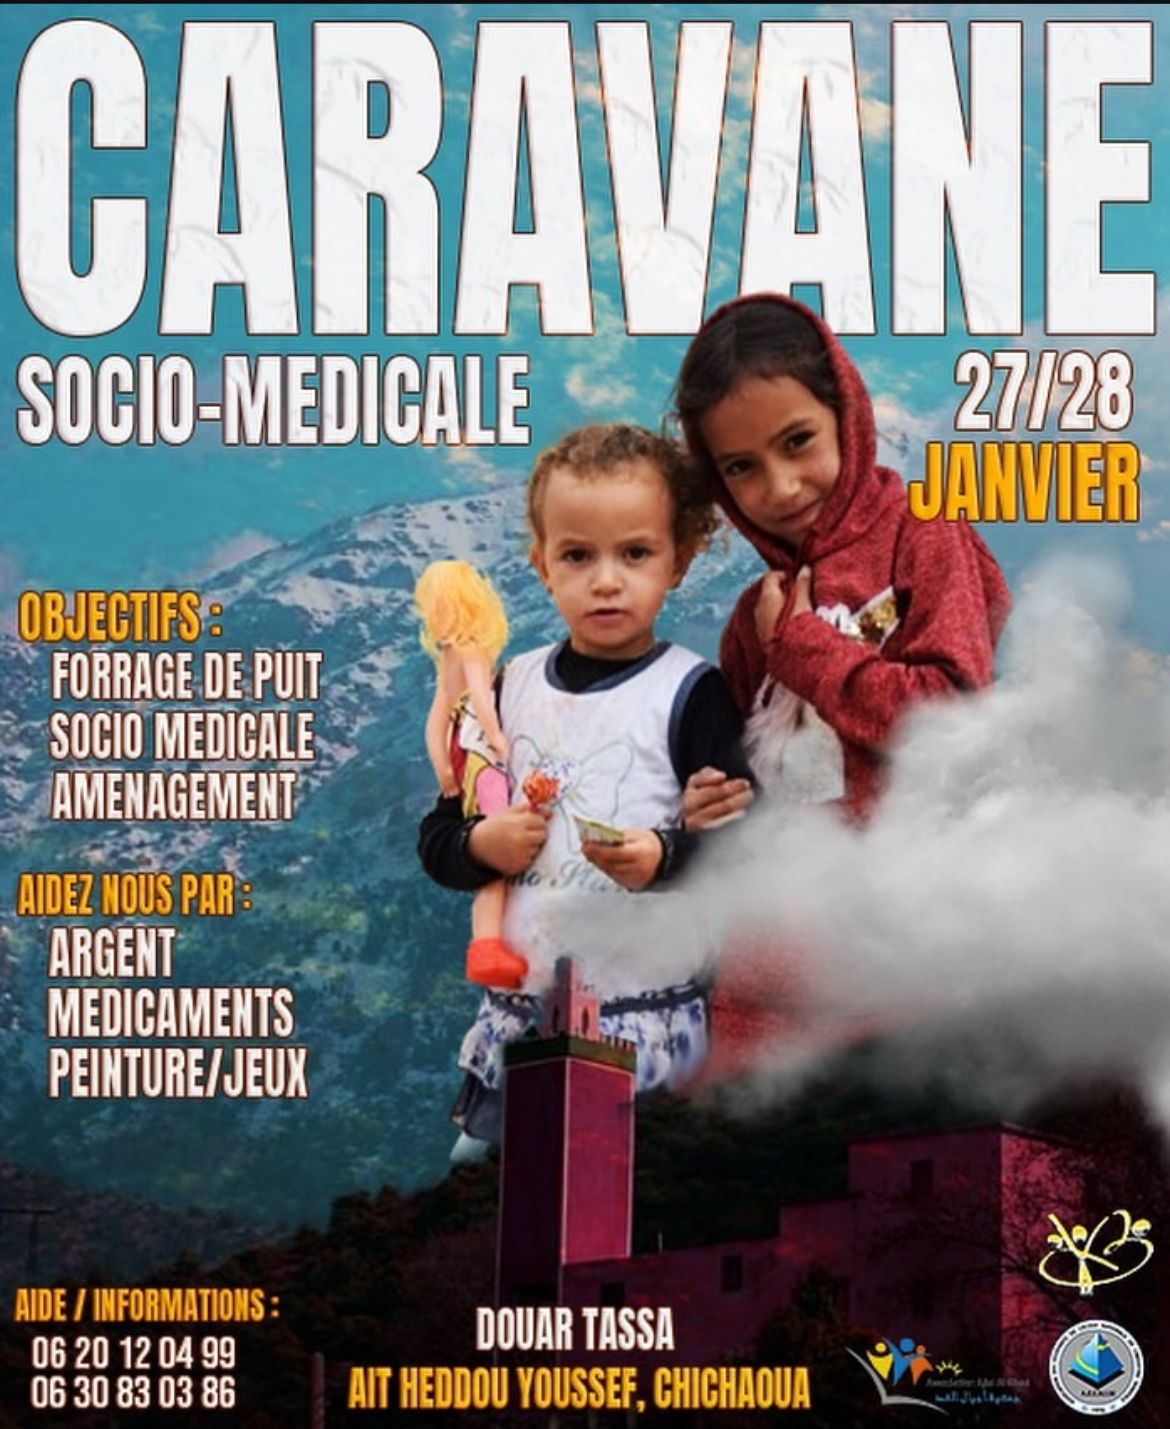 CARAVANE
SOCIO-MEDICALE
27/28
JANVIER
OBJECTIFS :
FORRAGE DE PUIT
SOCIO MEDICALE
AMENAGEMENT
AIDEZ NOUS PAR :
ARGENT
MEDICAMENTS
PEINTURE/JEUX
AIDE / INFORMATIONS :
06 20 12 04 99
06 30 83 03 86
DOUAR TASSA
AIT HEDDOU YOUSSEF, CHICHAOUA